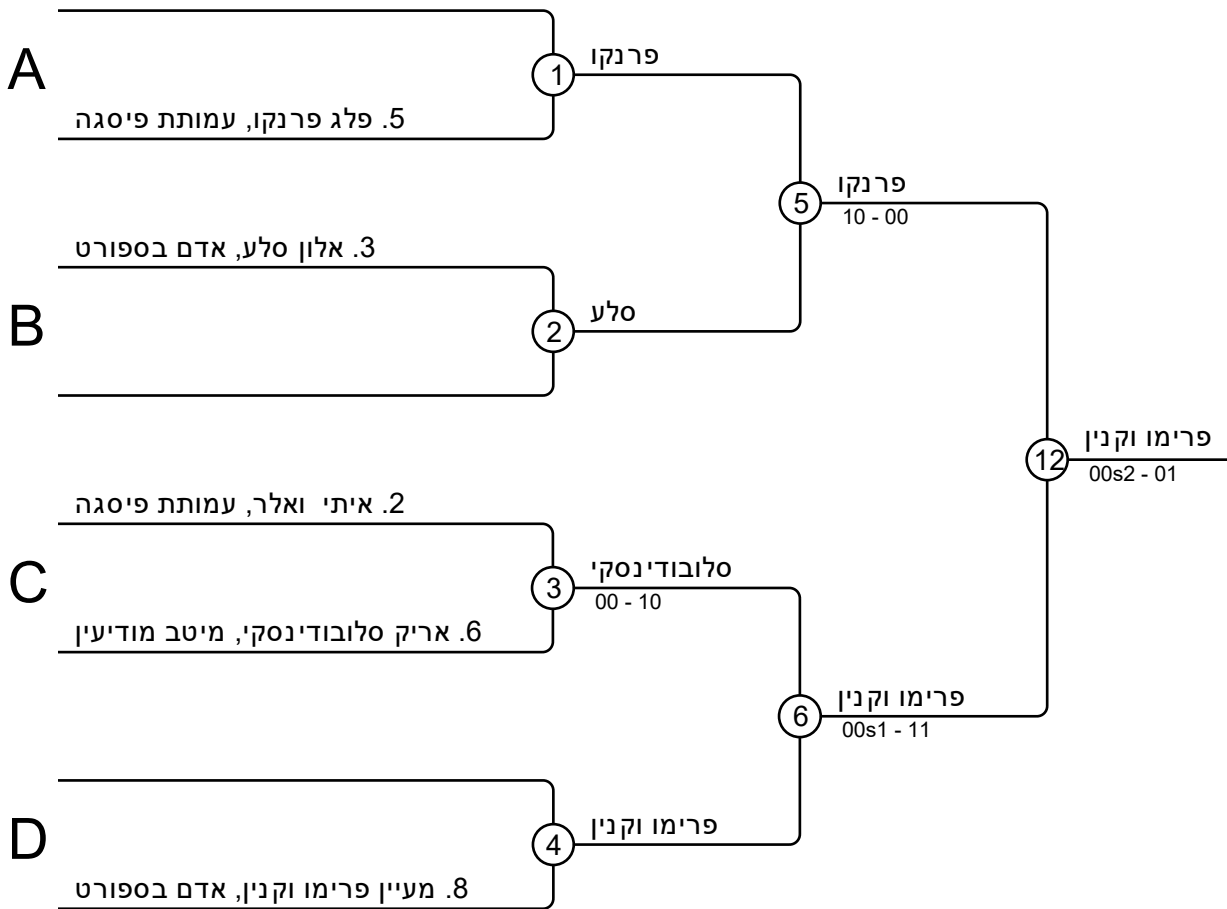 A
5. פלג פרנקו, עמותת פיסגה
1
פרנקו
B
3. אלון סלע, אדם בספורט
2
סלע
5
פרנקו
10 - 00
C
2. איתי  ואלר, עמותת פיסגה
6. אריק סלובודינסקי, מיטב מודיעין
3
סלובודינסקי
00 - 10
D
8. מעיין פרימו וקנין, אדם בספורט
4
פרימו וקנין
6
פרימו וקנין
00s1 - 11
12
פרימו וקנין
00s2 - 01